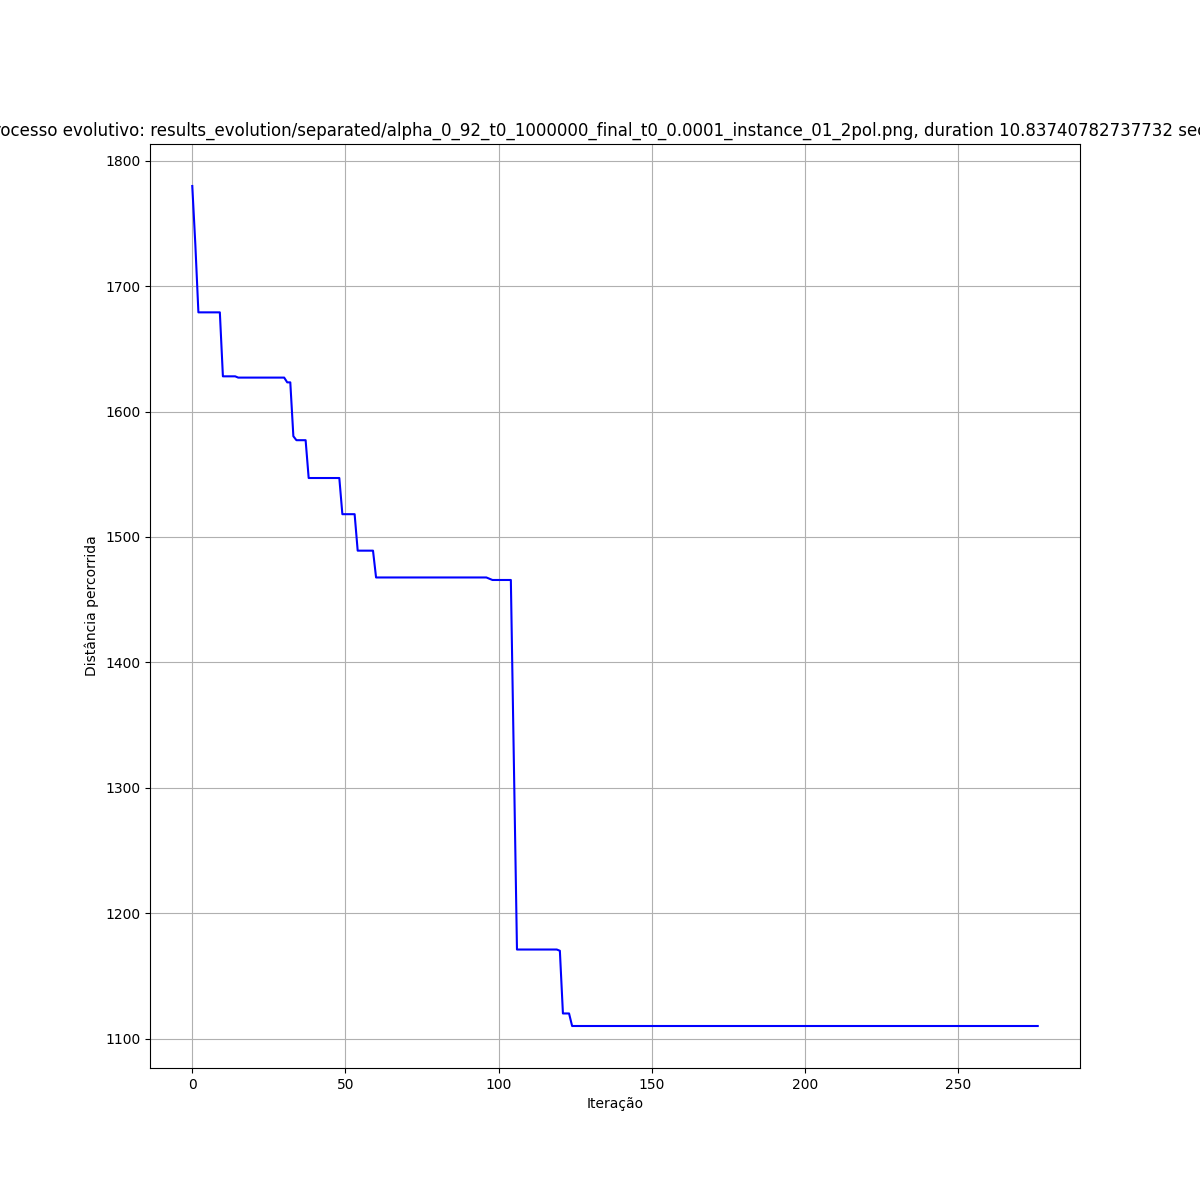 ocesso evolutivo: results_evolution/separated/alpha_0_92_t0_1000000_final_t0_0.0001_instance_01_2pol.png, duration 10.83740782737732 sec
1800
1700
1600
1500
1400
1300
1200
1100
Distância percorrida
0 50 100 150 200 250
Iteração